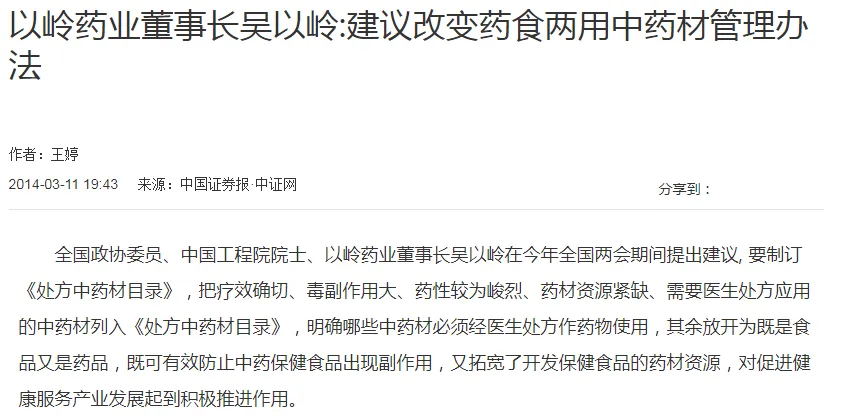 以岭药业董事长吴以岭:建议改变药食两用中药材管理办
法
作者：王婷
2014-03-11 19:43 来源：中国证券报·中证网
分享到：
全国政协委员、中国工程院院士、以岭药业董事长吴以岭在今年全国两会期间提出建议, 要制订
《处方中药材目录》，把疗效确切、毒副作用大、药性较为峻烈、药材资源紧缺、需要医生处方应用
的中药材列入《处方中药材目录》，明确哪些中药材必须经医生处方作药物使用，其余放开为既是食
品又是药品，既可有效防止中药保健食品出现副作用，又拓宽了开发保健食品的药材资源，对促进健
康服务产业发展起到积极推进作用。